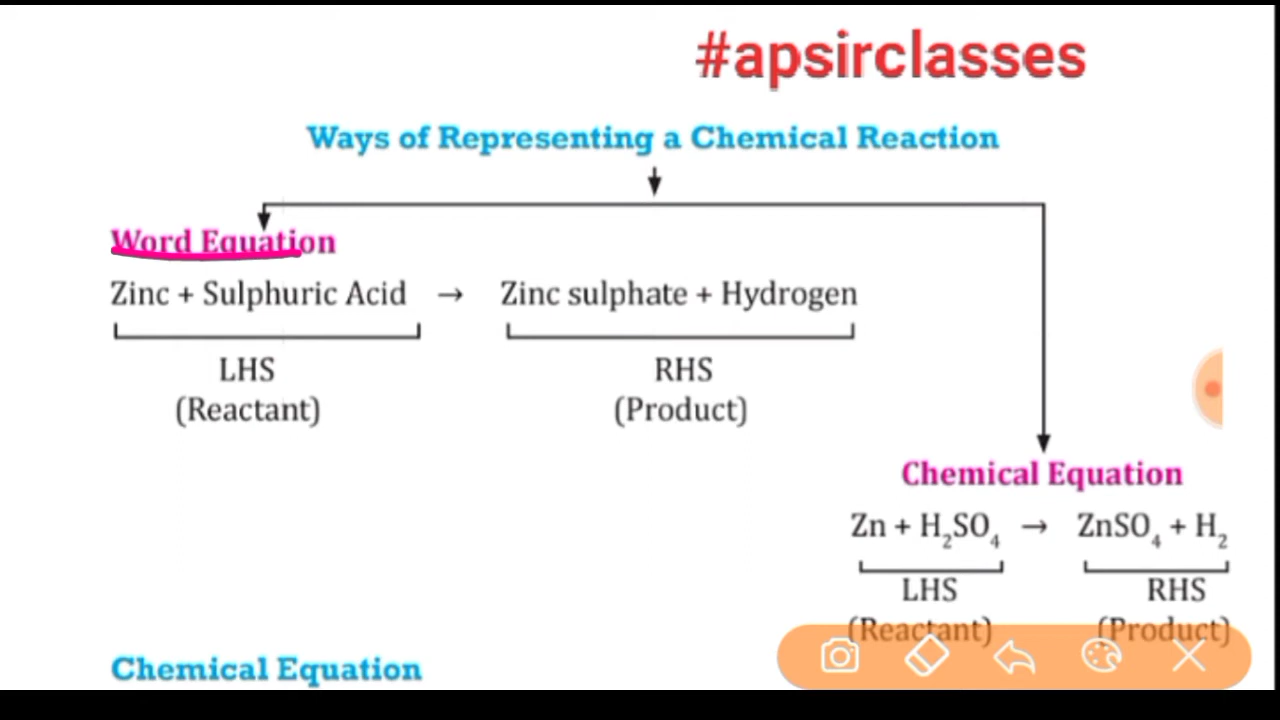 #apsirclasses
Ways of Representing a Chemical Reaction
Word Equation
Zinc + Sulphuric Acid → Zinc sulphate + Hydrogen
LHS RHS
(Reactant) (Product)
Chemical Equation
Zn + H₂SO₄ → ZnSO₄ + H₂
LHS RHS
(Reactant) (Product)
Chemical Equation